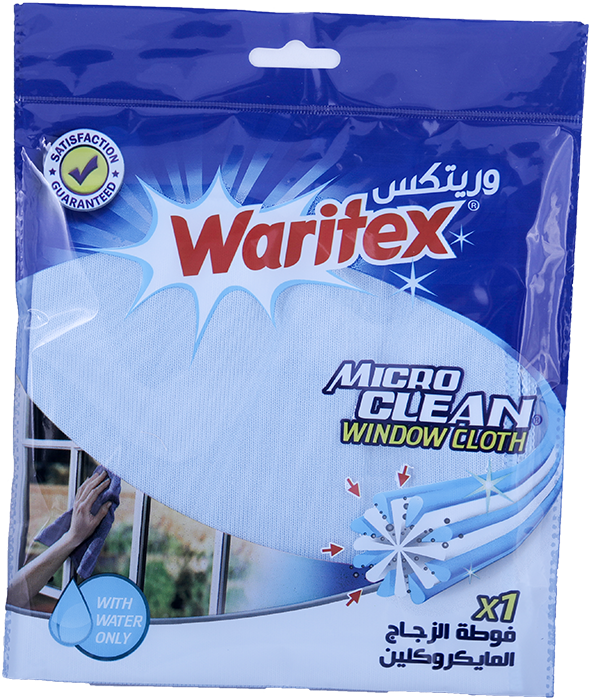 SATISFACTION
GUARANTEED
وريتكس
Waritex®
MICRO
CLEAN®
WINDOW CLOTH
WITH
WATER
ONLY
x1
فوطة الزجاج
المايكروكلين